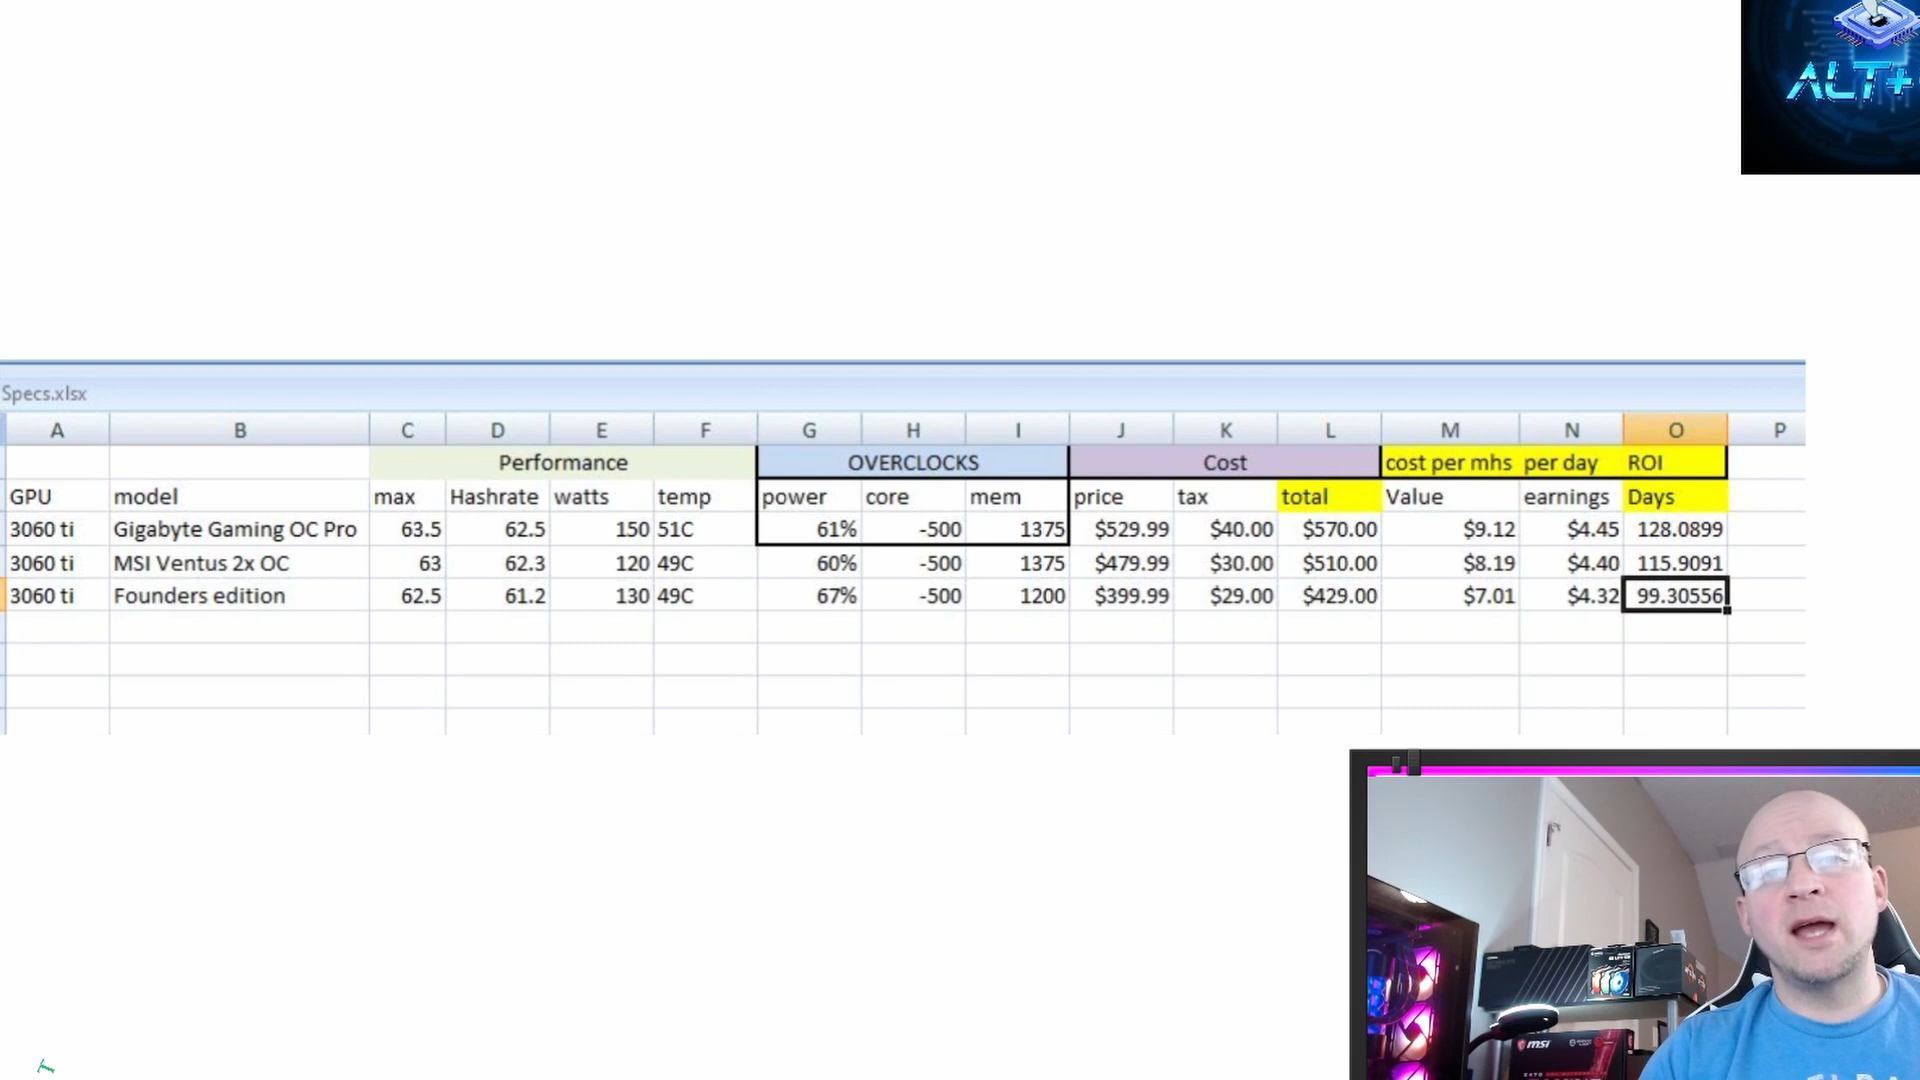 ALT+
Specs.xlsx
A B C D E F G H I J K L M N O P
Performance OVERCLOCKS Cost cost per mhs per day ROI
GPU model max Hashrate watts temp power core mem price tax total Value earnings Days
3060 ti Gigabyte Gaming OC Pro 63.5 62.5 150 51C 61% -500 1375 $529.99 $40.00 $570.00 $9.12 $4.45 128.0899
3060 ti MSI Ventus 2x OC 63 62.3 120 49C 60% -500 1375 $479.99 $30.00 $510.00 $8.19 $4.40 115.9091
3060 ti Founders edition 62.5 61.2 130 49C 67% -500 1200 $399.99 $29.00 $429.00 $7.01 $4.32 99.30556
msi
T